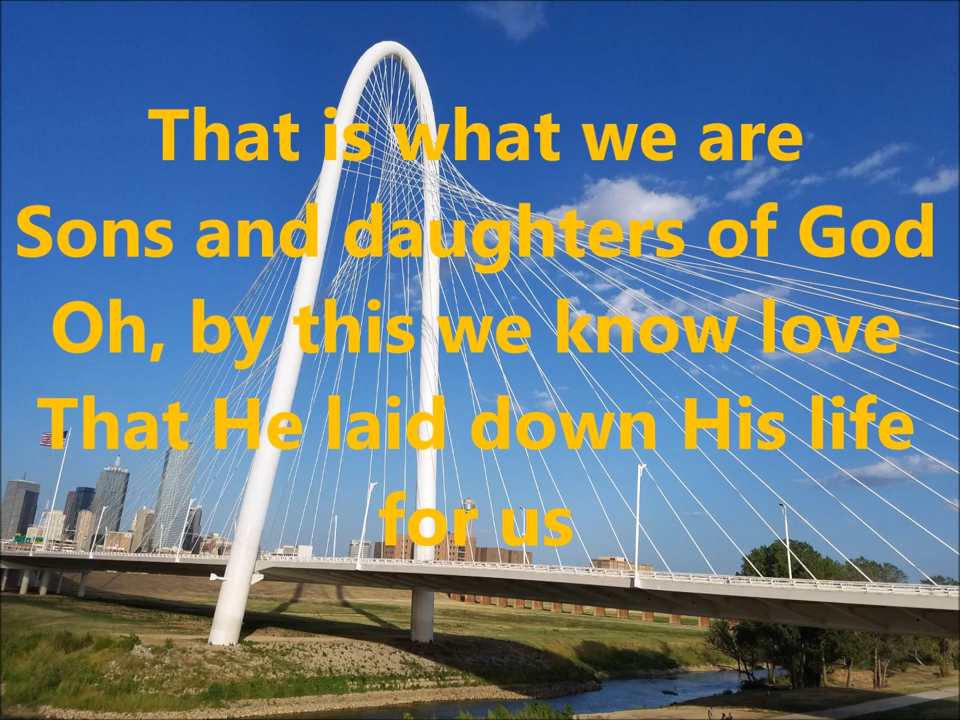 That is what we are
Sons and daughters of God
Oh, by this we know love
That He laid down His life
for us